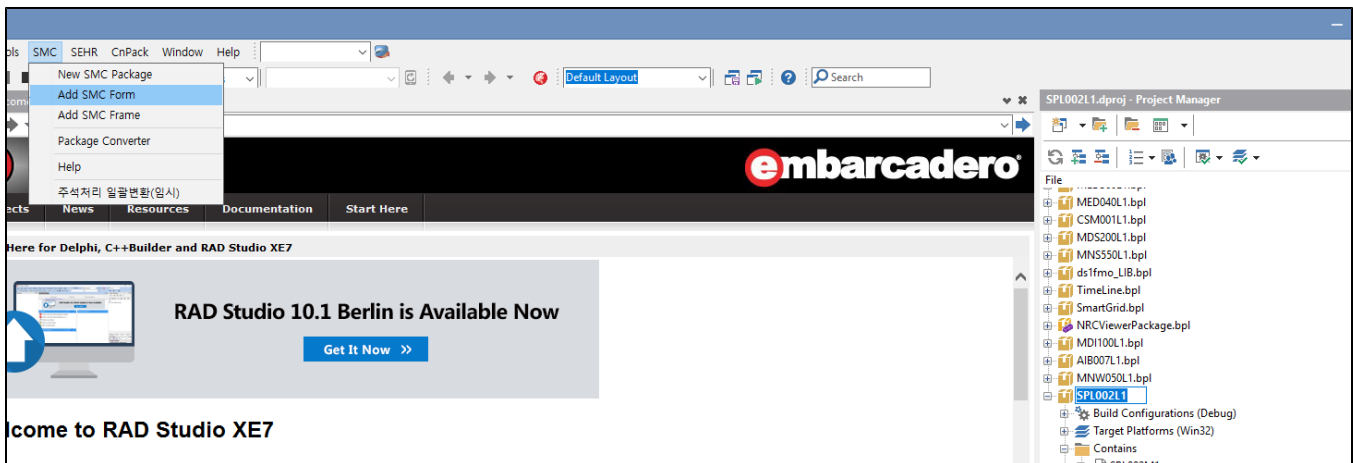 SMC SEHR CnPack Window Help
New SMC Package
Add SMC Form
Add SMC Frame
Package Converter
Help
주석처리 일괄변환(임시)
Default Layout
Search
SPL002L1.dproj - Project Manager
File
embarcadero
News Resources Documentation Start Here
Here for Delphi, C++Builder and RAD Studio XE7
RAD Studio 10.1 Berlin is Available Now
Get It Now »
lcome to RAD Studio XE7
MED040L1.bpl
CSM001L1.bpl
MDS200L1.bpl
MNS550L1.bpl
ds1fmo_LIB.bpl
TimeLine.bpl
SmartGrid.bpl
NRCViewerPackage.bpl
MDI100L1.bpl
AIB007L1.bpl
MNW050L1.bpl
SPL002L1
Build Configurations (Debug)
Target Platforms (Win32)
Contains